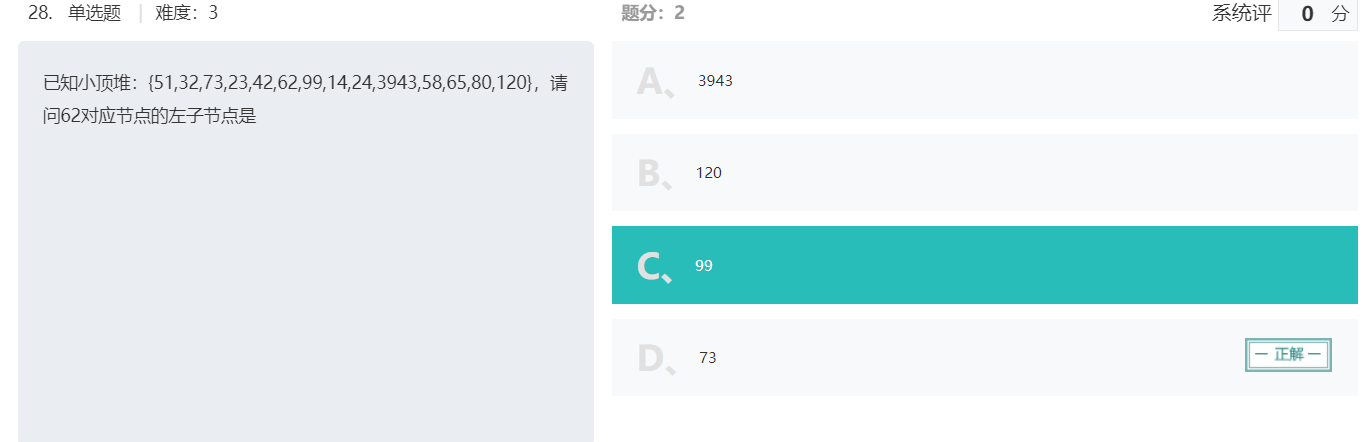 28. 单选题 | 难度：3
题分：2
系统评 0 分
已知小顶堆：{51,32,73,23,42,62,99,14,24,3943,58,65,80,120}，请
问62对应节点的左子节点是
A、 3943
B、 120
C、 99
D、 73
一 正解 一